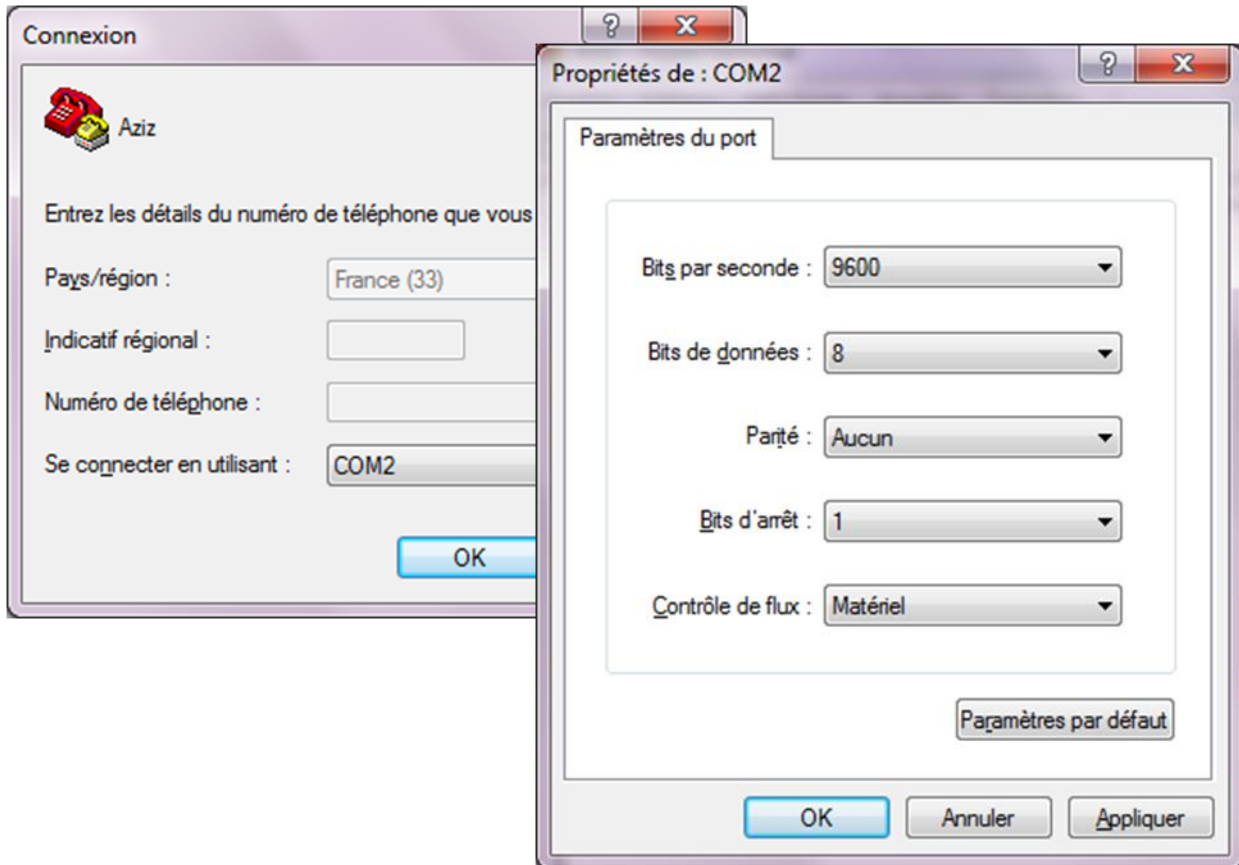 Connexion
Aziz
Entrez les détails du numéro de téléphone que vous
Pays/région :
France (33)
Indicatif régional :
Numéro de téléphone :
Se connecter en utilisant :
COM2
OK
Propriétés de : COM2
Paramètres du port
Bits par seconde :
9600
Bits de données :
8
Parité :
Aucun
Bits d'arrêt :
1
Contrôle de flux :
Matériel
Paramètres par défaut
OK
Annuler
Appliquer